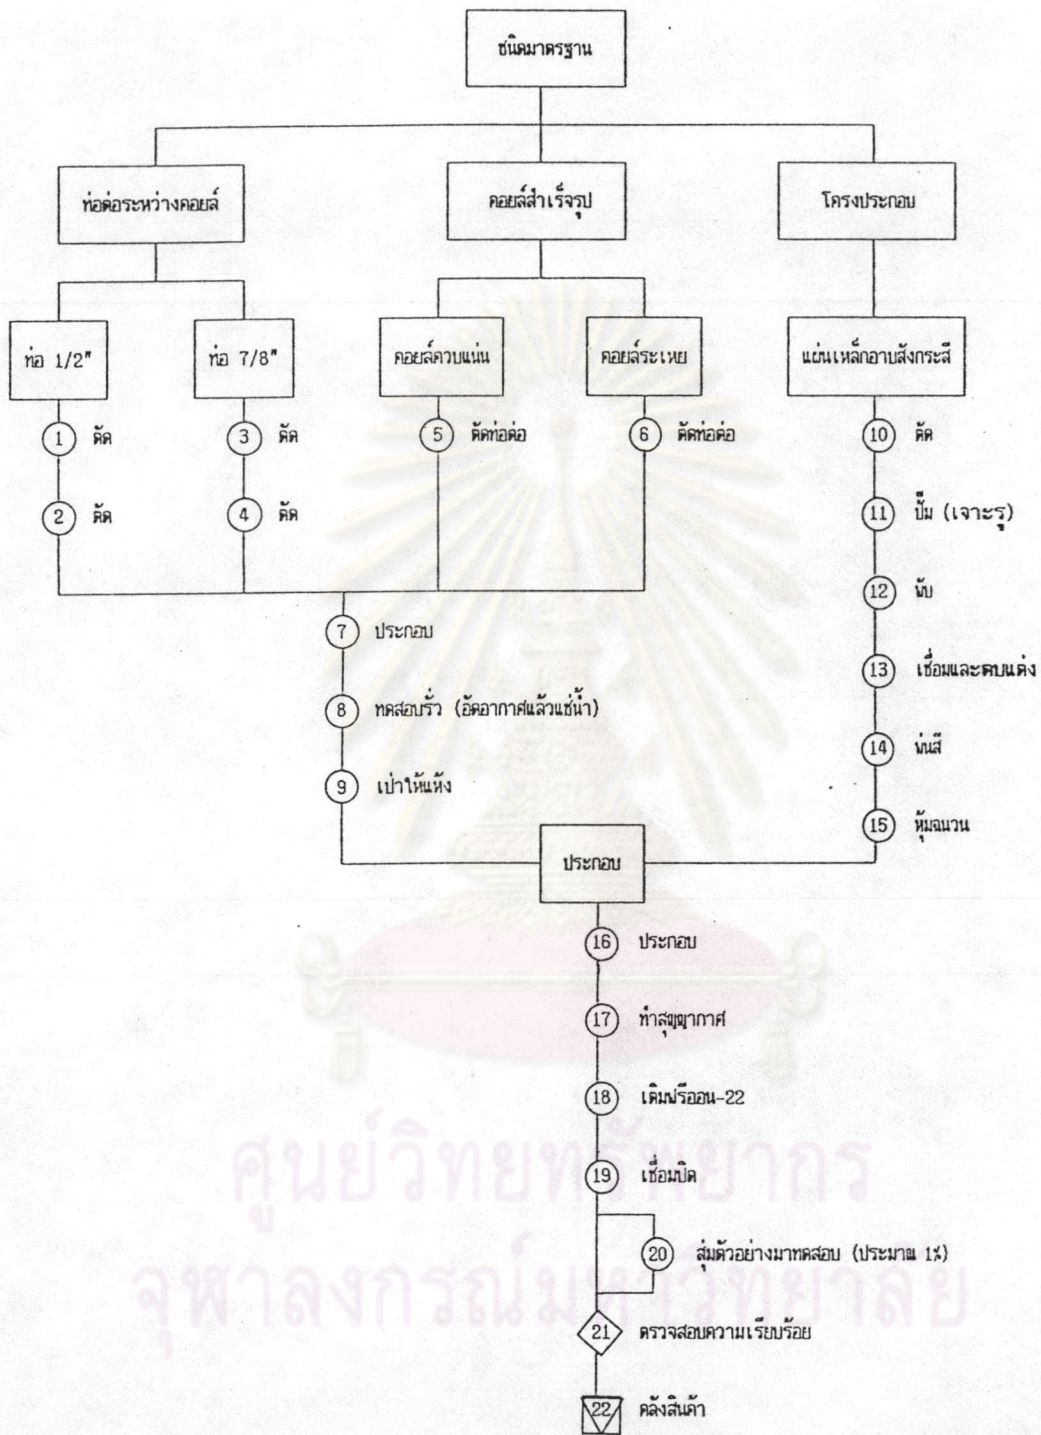 ชนิดมาตรฐาน
ท่อต่อระหว่างคอยล์
คอยล์สำเร็จรูป
โครงประกอบ
ท่อ 1/2"
ท่อ 7/8"
คอยล์ควบแน่น
คอยล์ระเหย
แผ่นเหล็กอาบสังกะสี
1 ตัด
3 ตัด
5 ตัดท่อต่อ
6 ตัดท่อต่อ
10 ตัด
2 ดัด
4 ดัด
11 ปั๊ม (เจาะรู)
12 พับ
7 ประกอบ
13 เชื่อมและตบแต่ง
8 ทดสอบรั่ว (อัดอากาศแล้วแช่น้ำ)
14 พ่นสี
9 เป่าให้แห้ง
15 หุ้มฉนวน
ประกอบ
16 ประกอบ
17 ทำสุญญากาศ
18 เติมฟรีออน-22
ศูนย์วิทยทรัพยากร
19 เชื่อมปิด
20 สุ่มตัวอย่างมาทดสอบ (ประมาณ 1%)
จุฬาลงกรณ์มหาวิทยาลัย
21 ตรวจสอบความเรียบร้อย
22 คลังสินค้า